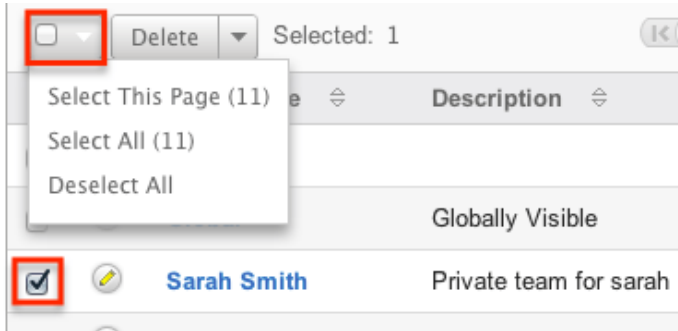 Delete Selected: 1
Select This Page (11)
Select All (11)
Deselect All
e Description
Globally Visible
Sarah Smith Private team for sarah